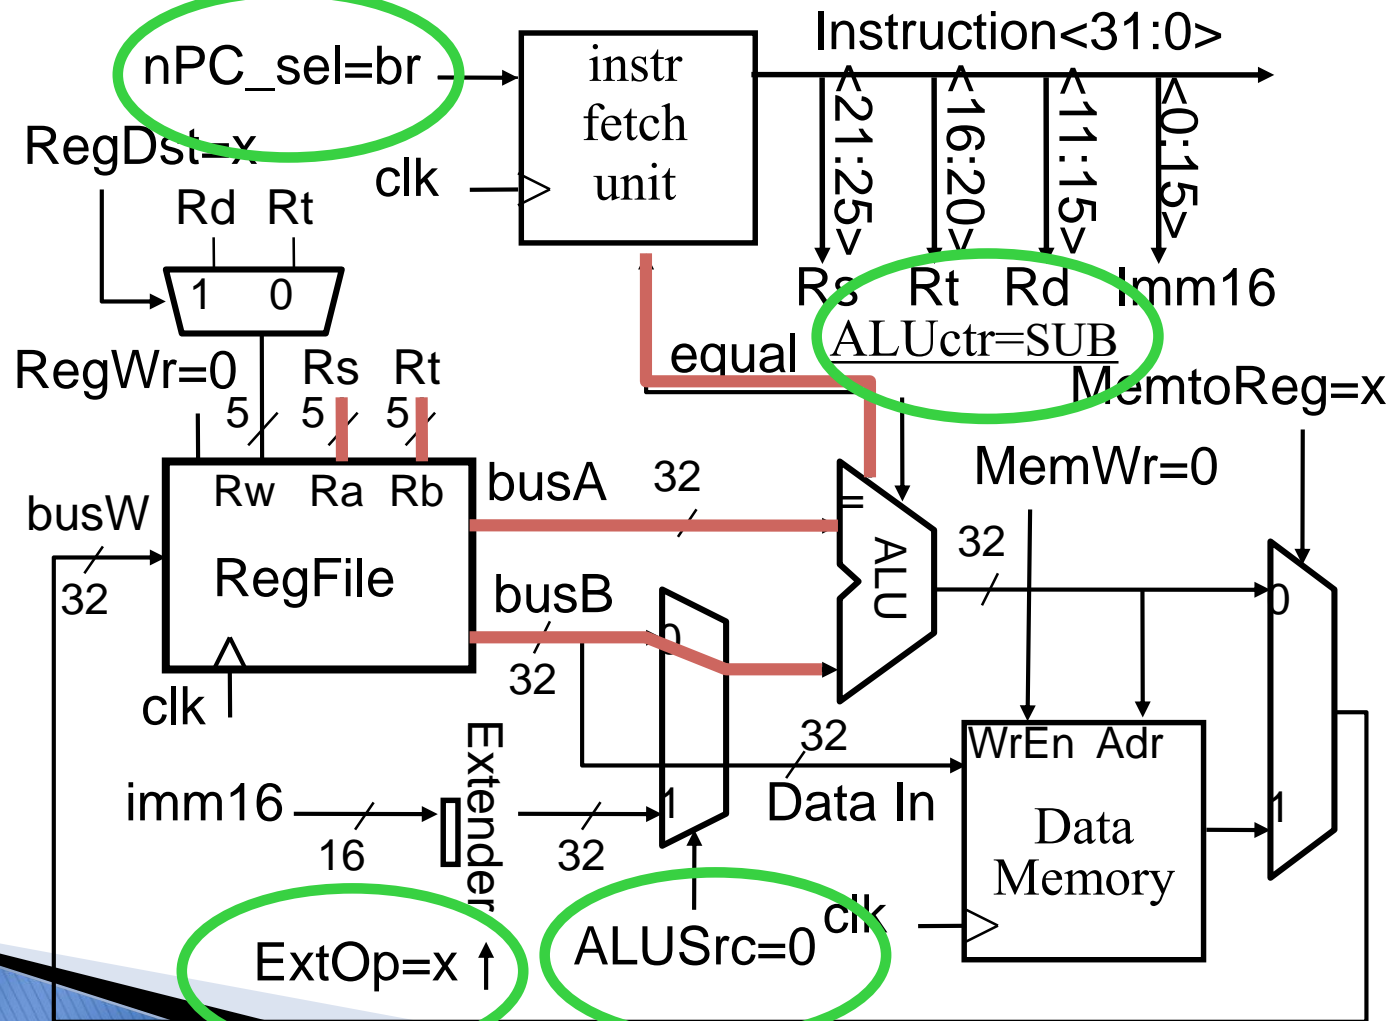 Instruction<31:0>
nPC_sel=br
instr
fetch
unit
<21:25>
<16:20>
<11:15>
<0:15>
RegDst=x
clk
Rd Rt
1 0
Rs Rt Rd Imm16
ALUctr=SUB
equal
RegWr=0
Rs Rt
MemtoReg=x
5 5 5
MemWr=0
Rw Ra Rb
busA
32
busW
=
ALU
32
32
RegFile
busB
0
0
32
clk
Extender
32
WrEn Adr
imm16
1
Data In
1
16
32
Data
Memory
clk
ExtOp=x
ALUSrc=0